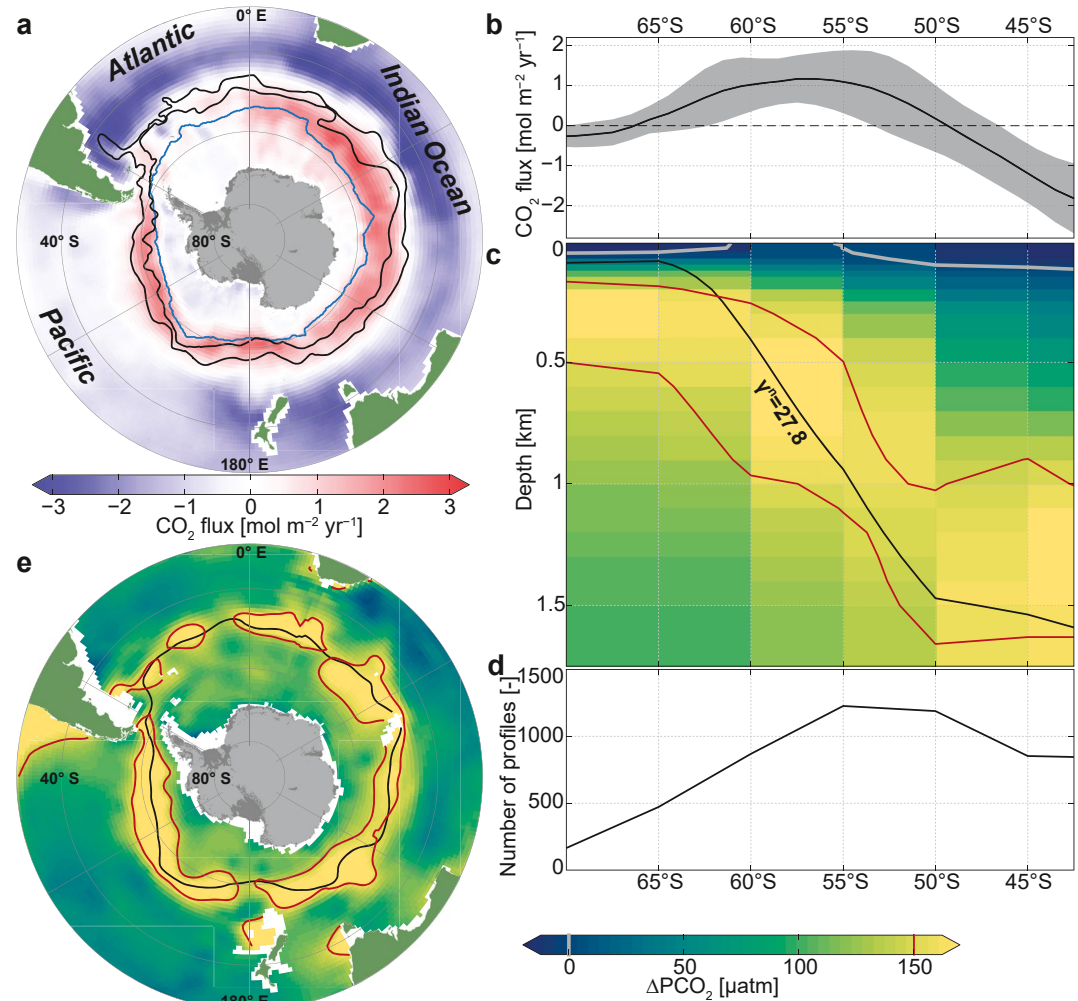 a
0° E
Atlantic
Indian Ocean
40° S
80° S
Pacific
180° E
−3 −2 −1 0 1 2 3
CO₂ flux [mol m⁻² yr⁻¹]
b
65°S 60°S 55°S 50°S 45°S
CO₂ flux [mol m⁻² yr⁻¹]
2
1
0
−1
−2
c
Depth [km]
0
0.5
1
1.5
γⁿ=27.8
d
Number of profiles [-]
1500
1000
500
0
65°S 60°S 55°S 50°S 45°S
e
0° E
40° S
80° S
180° E
0 50 100 150
ΔPCO₂ [µatm]